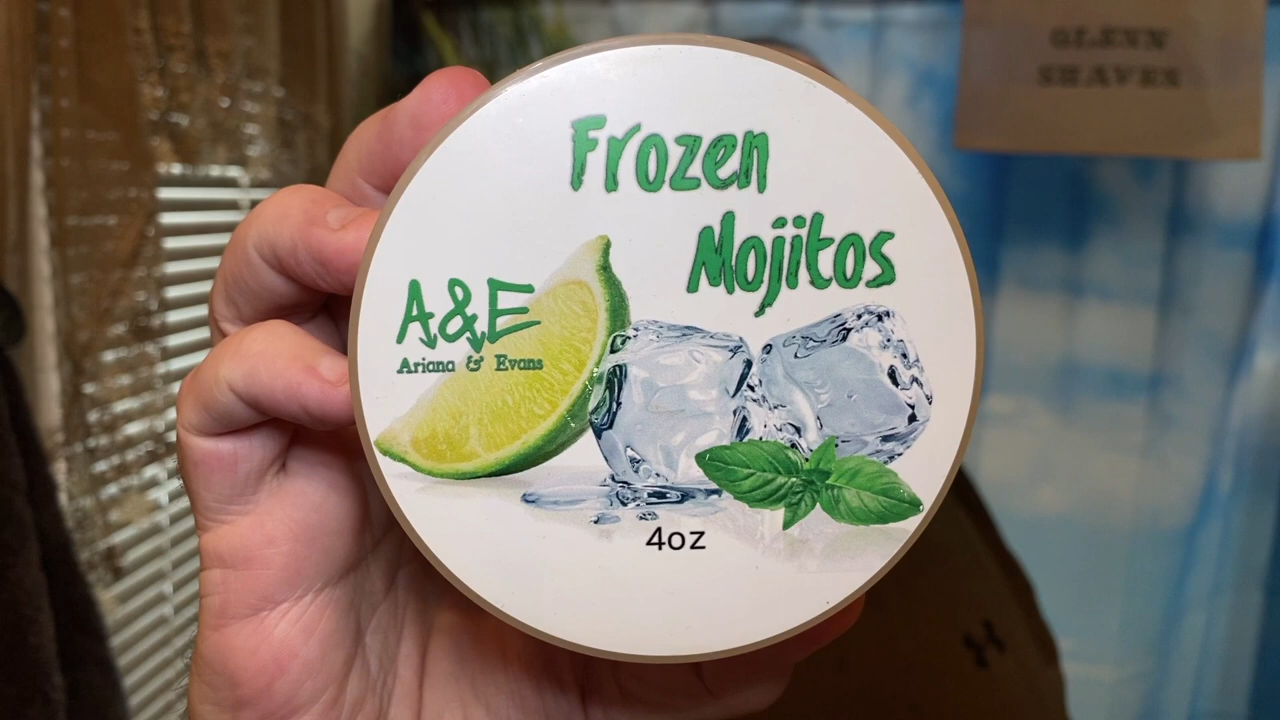 Frozen
Mojitos
A&E
Ariana & Evans
4oz
GLENN
SHAVES